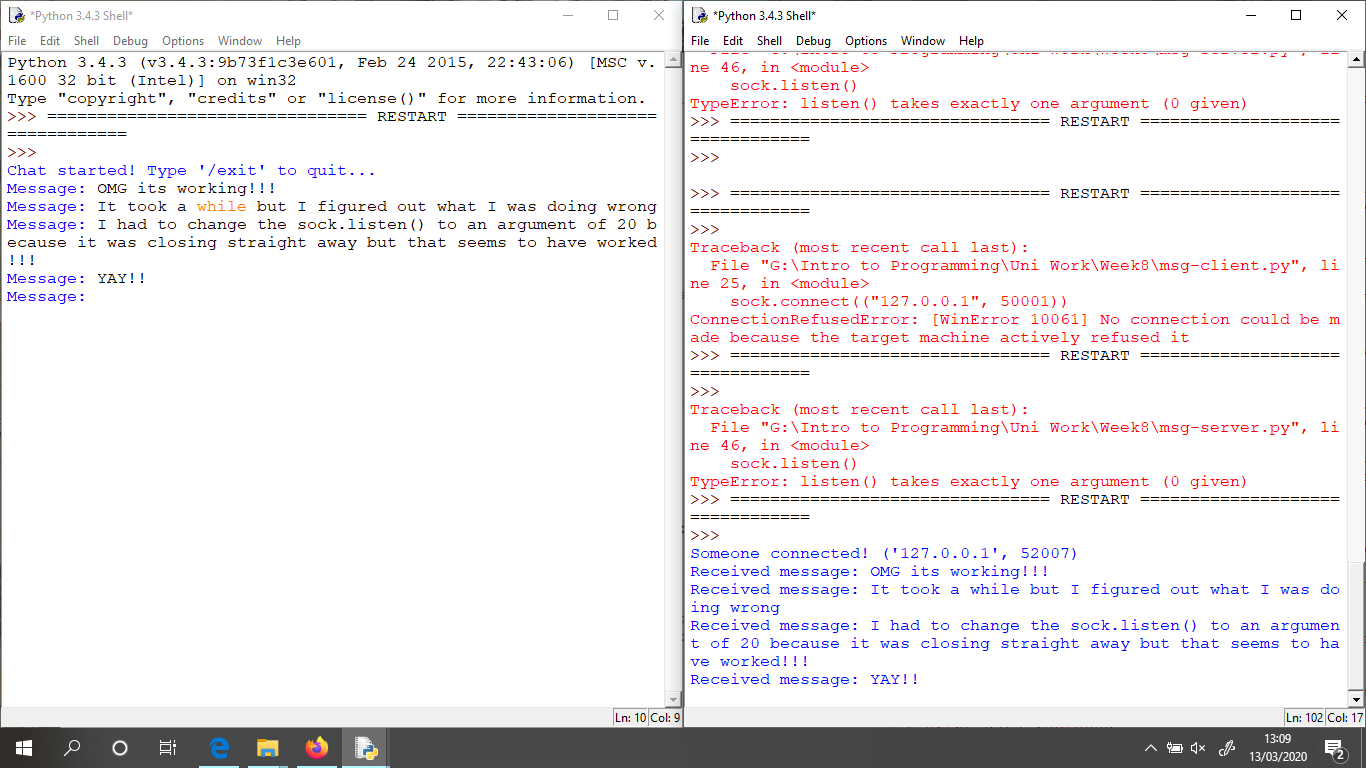 *Python 3.4.3 Shell*
File Edit Shell Debug Options Window Help
Python 3.4.3 (v3.4.3:9b73f1c3e601, Feb 24 2015, 22:43:06) [MSC v.
1600 32 bit (Intel)] on win32
Type "copyright", "credits" or "license()" for more information.
>>> ================================ RESTART ====================
============
>>>
Chat started! Type '/exit' to quit...
Message: OMG its working!!!
Message: It took a while but I figured out what I was doing wrong
Message: I had to change the sock.listen() to an argument of 20 b
ecause it was closing straight away but that seems to have worked
!!!
Message: YAY!!
Message:
Ln: 10 Col: 9
*Python 3.4.3 Shell*
File Edit Shell Debug Options Window Help
ne 46, in <module>
sock.listen()
TypeError: listen() takes exactly one argument (0 given)
>>> ================================ RESTART ====================
============
>>>
>>> ================================ RESTART ====================
============
>>>
Traceback (most recent call last):
File "G:\Intro to Programming\Uni Work\Week8\msg-client.py", li
ne 25, in <module>
sock.connect(("127.0.0.1", 50001))
ConnectionRefusedError: [WinError 10061] No connection could be m
ade because the target machine actively refused it
>>> ================================ RESTART ====================
============
>>>
Traceback (most recent call last):
File "G:\Intro to Programming\Uni Work\Week8\msg-server.py", li
ne 46, in <module>
sock.listen()
TypeError: listen() takes exactly one argument (0 given)
>>> ================================ RESTART ====================
============
>>>
Someone connected! ('127.0.0.1', 52007)
Received message: OMG its working!!!
Received message: It took a while but I figured out what I was do
ing wrong
Received message: I had to change the sock.listen() to an argumen
t of 20 because it was closing straight away but that seems to ha
ve worked!!!
Received message: YAY!!
Ln: 102 Col: 17
13:09
13/03/2020
2